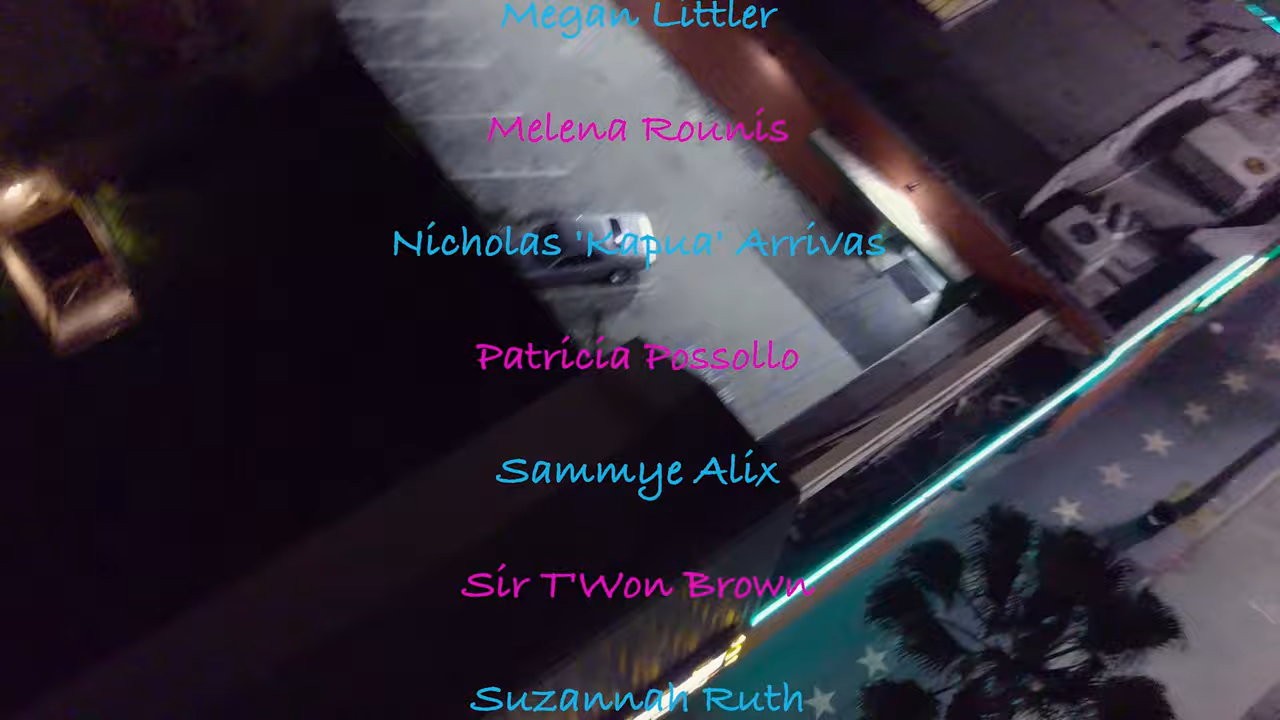 Megan Littler
Melena Rounis
Nicholas 'Kapua' Arrivas
Patricia Possollo
Sammye Alix
Sir T'Won Brown
Suzannah Ruth